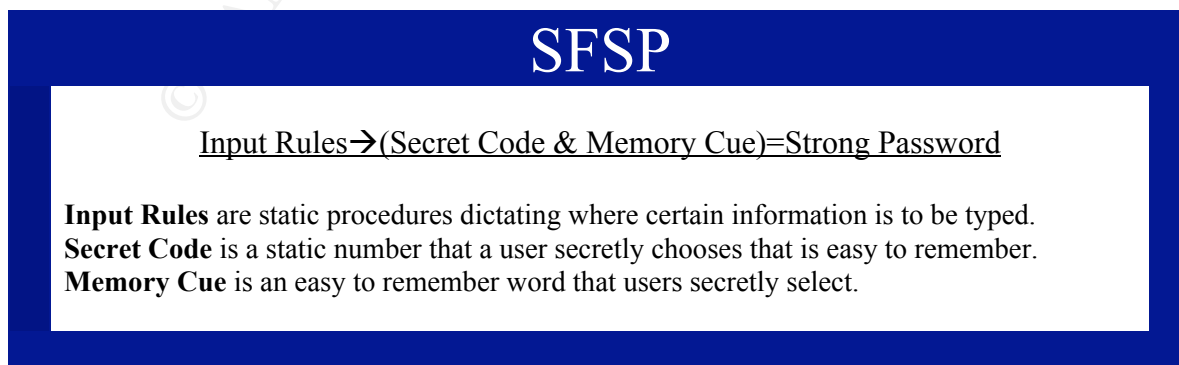 SFSP
Input Rules→(Secret Code & Memory Cue)=Strong Password
Input Rules are static procedures dictating where certain information is to be typed.
Secret Code is a static number that a user secretly chooses that is easy to remember.
Memory Cue is an easy to remember word that users secretly select.